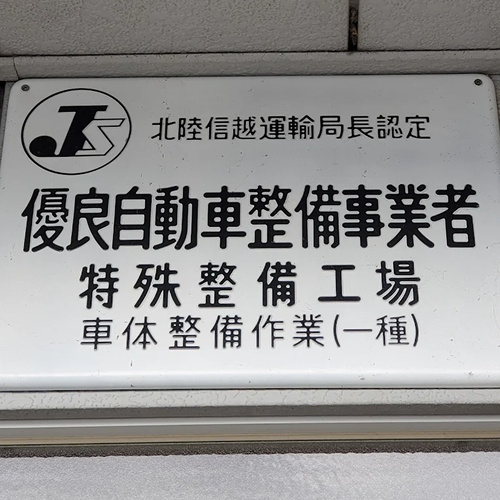 JS 北陸信越運輸局長認定
優良自動車整備事業者
特殊整備工場
車体整備作業(一種)